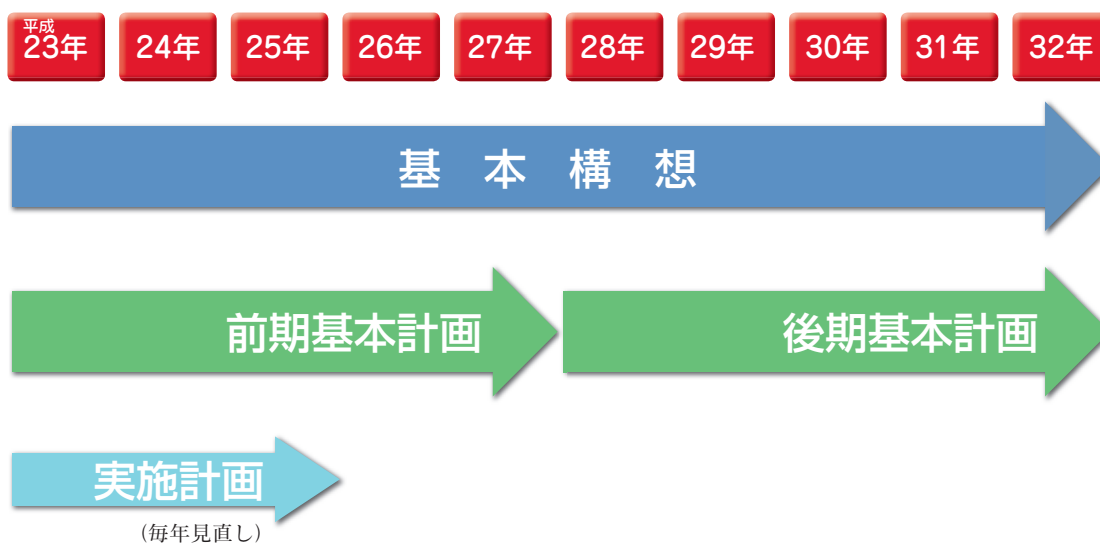 平成
23年 24年 25年 26年 27年 28年 29年 30年 31年 32年
基 本 構 想
前期基本計画 後期基本計画
実施計画
(毎年見直し)